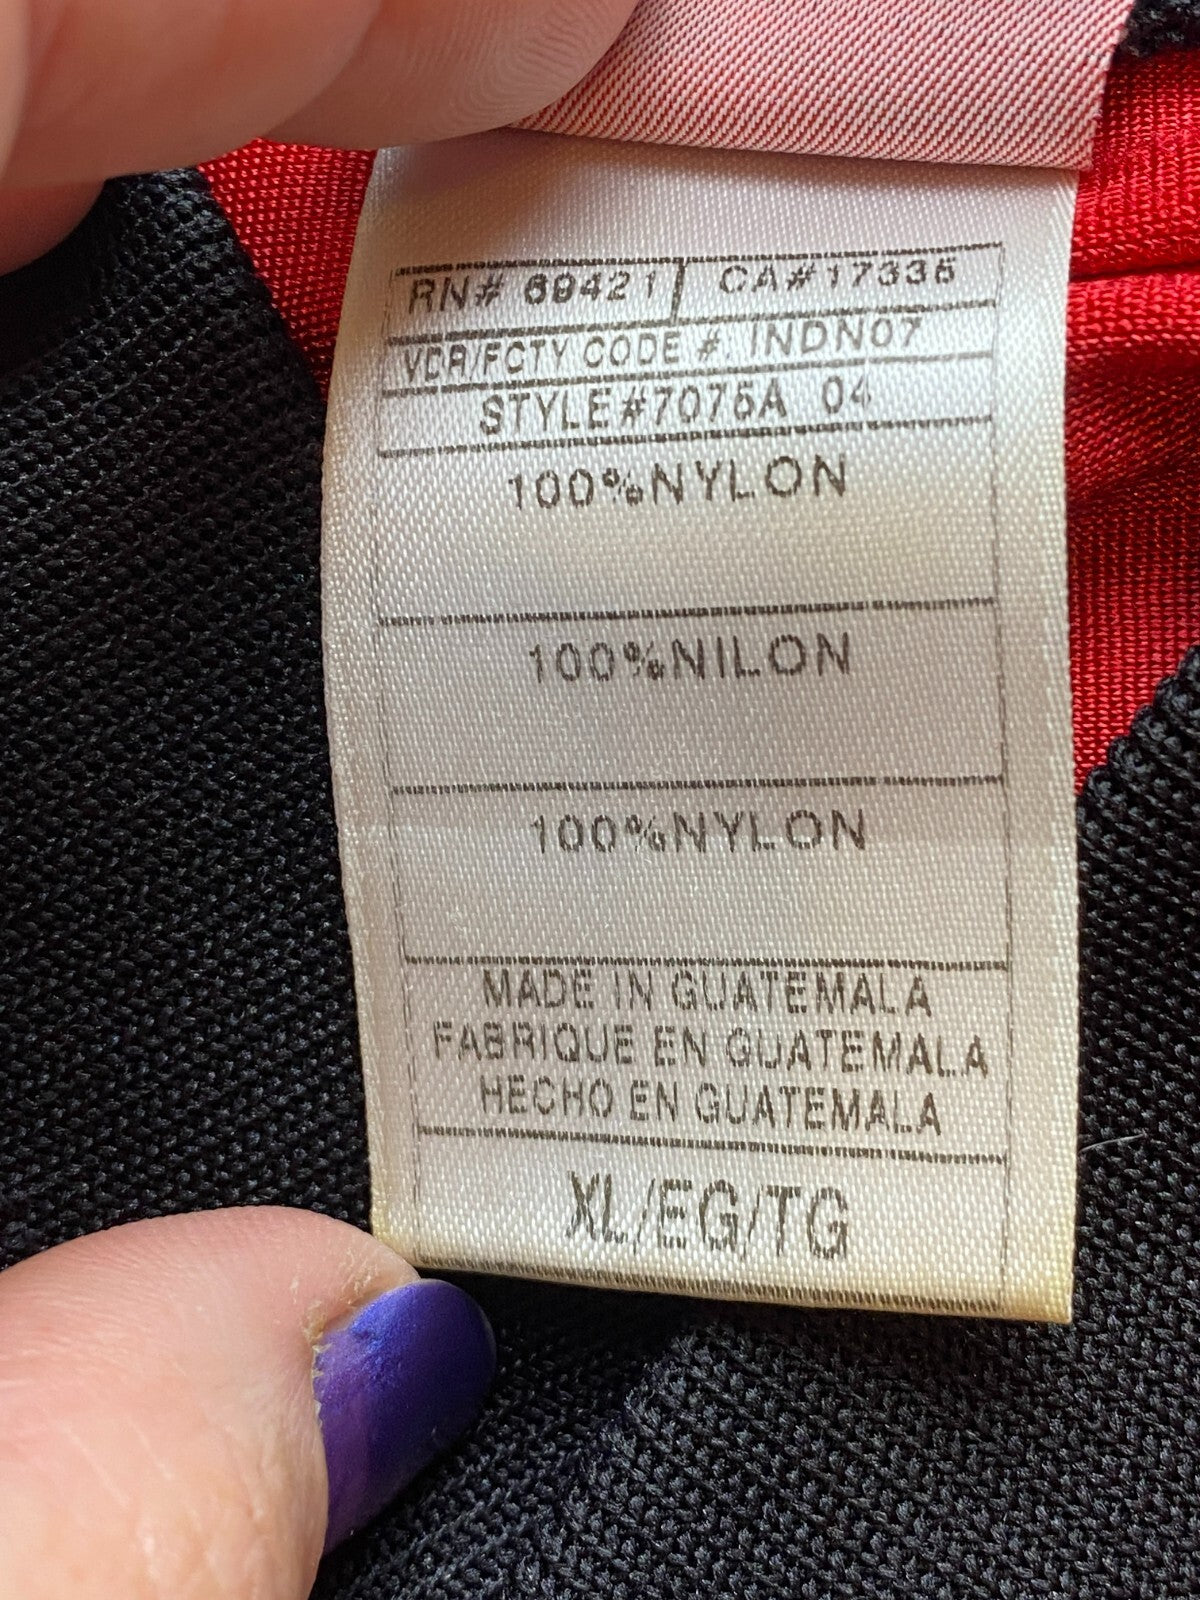 RN# 69421 CA#17335
VDR/FCTY CODE #: INDN07
STYLE#7075A 04
100%NYLON
100%NILON
100%NYLON
MADE IN GUATEMALA
FABRIQUE EN GUATEMALA
HECHO EN GUATEMALA
XL/EG/TG